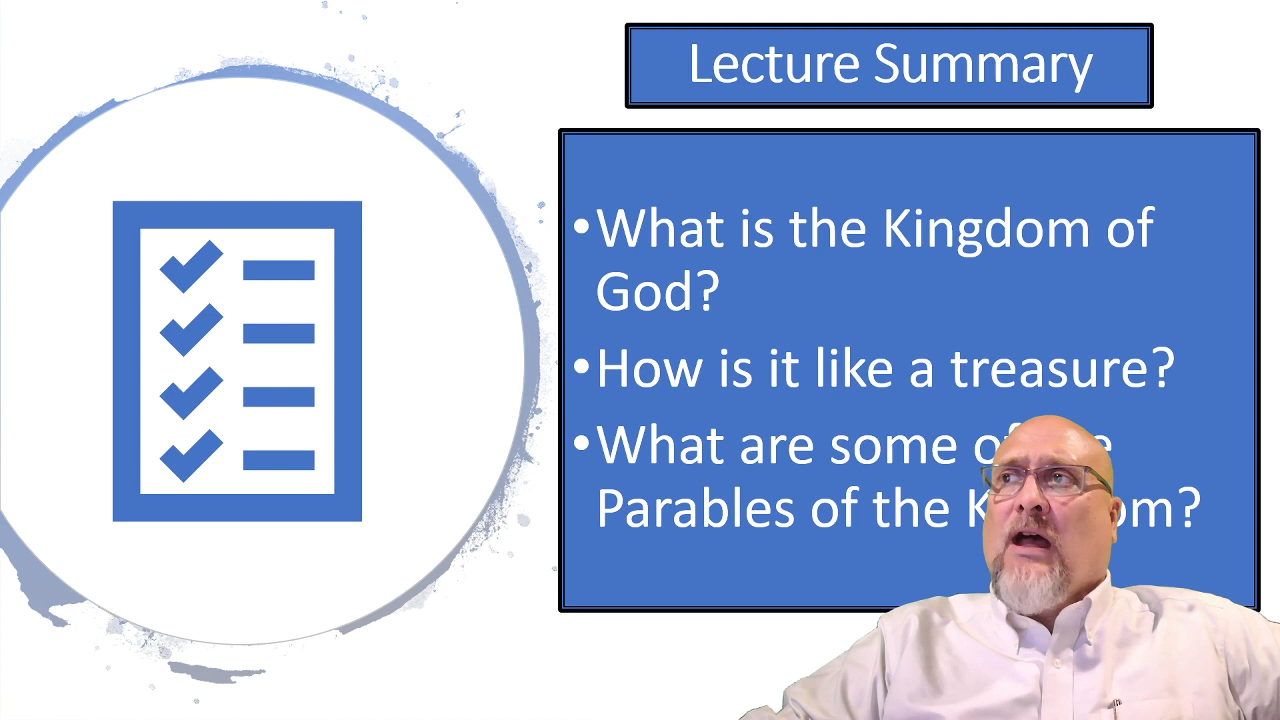 Lecture Summary
•What is the Kingdom of
God?
•How is it like a treasure?
•What are some of
Parables of the